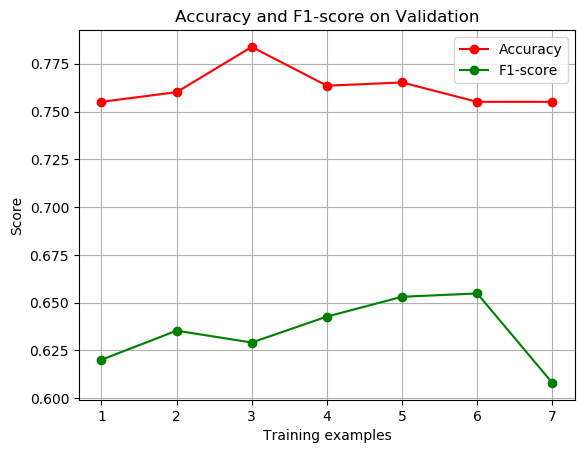 Accuracy and F1-score on Validation
Accuracy
F1-score
Score
0.775
0.750
0.725
0.700
0.675
0.650
0.625
0.600
1 2 3 4 5 6 7
Training examples